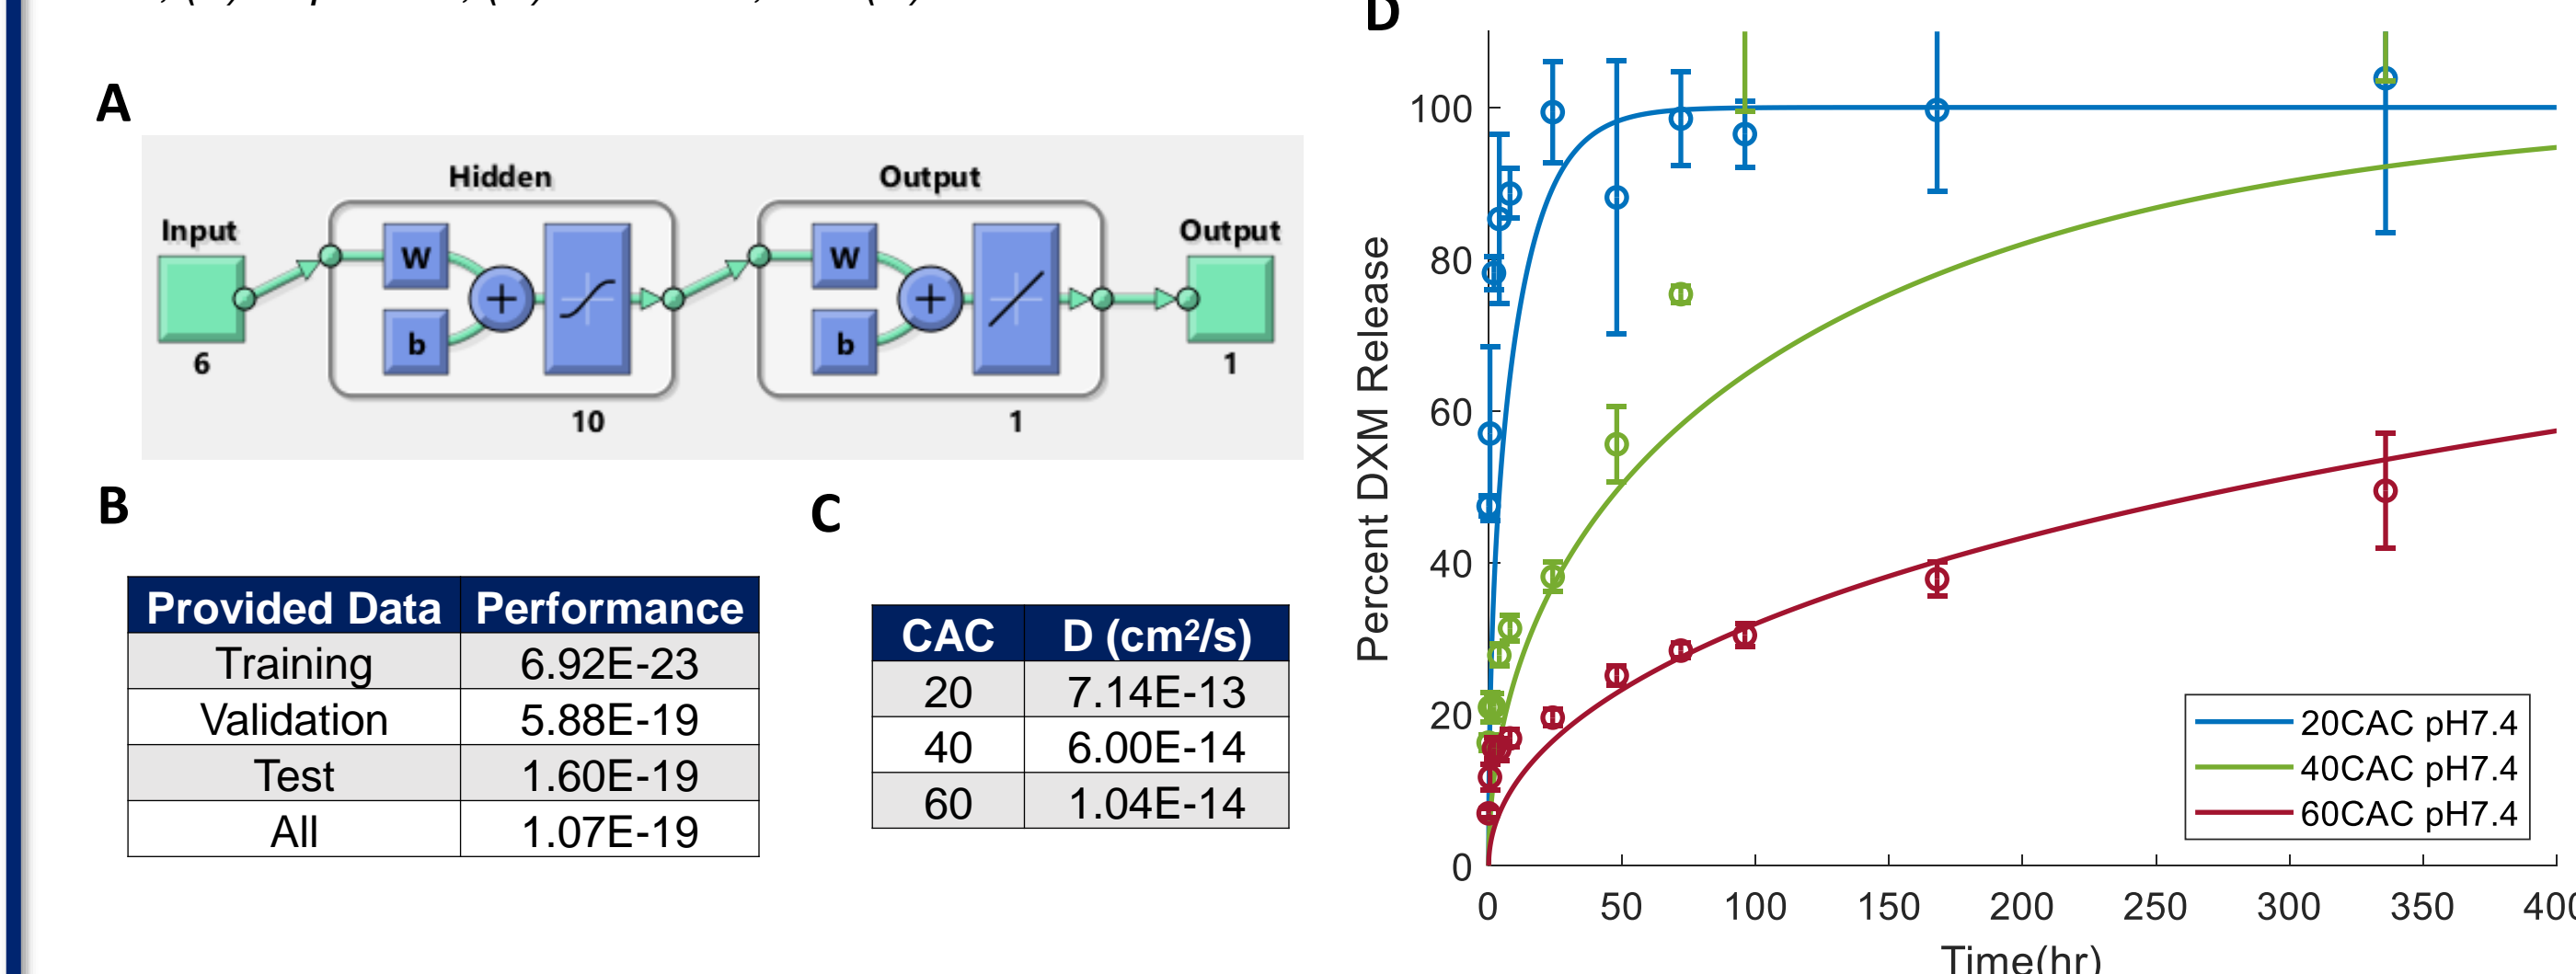 A
Hidden
Output
Input
Output
W
b
+
W
b
+
6
10
1
1
B
Provided Data Performance
Training 6.92E-23
Validation 5.88E-19
Test 1.60E-19
All 1.07E-19
C
CAC D (cm²/s)
20 7.14E-13
40 6.00E-14
60 1.04E-14
D
Percent DXM Release
100
80
60
40
20
0
0 50 100 150 200 250 300 350
Time(hr)
20CAC pH7.4
40CAC pH7.4
60CAC pH7.4